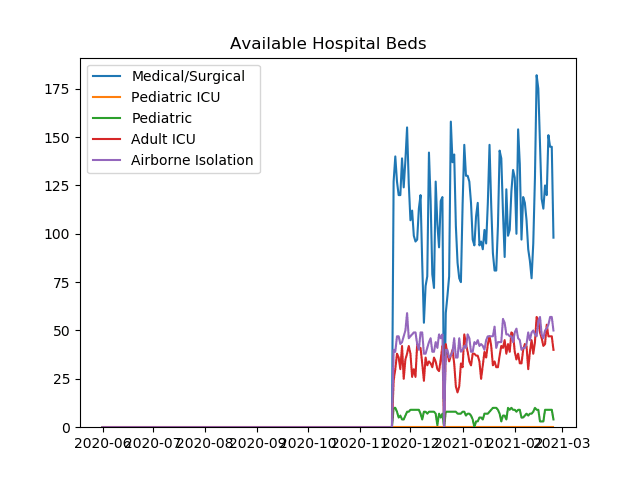 Available Hospital Beds
Medical/Surgical
Pediatric ICU
Pediatric
Adult ICU
Airborne Isolation
175
150
125
100
75
50
25
0
2020-06 2020-07 2020-08 2020-09 2020-10 2020-11 2020-12 2021-01 2021-02 2021-03